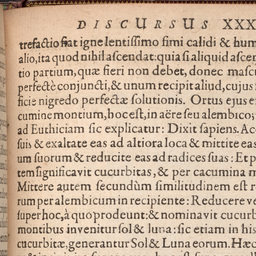 DISCURSUS XXX
trefactio fiat igne lentissimo fimi calidi & hum
alio, ita quod nihil ascendat: quia si aliquid ascen
tio partium, quæ fieri non debet, donec masc
perfectè conjuncti, & unum recipit aliud, cujus
ficie nigredo perfectæ solutionis. Ortus ejus e
cumine montium, hoc est, in aëre seu alembico;
ad Euthiciam sic explicatur: Dixit sapiens. Ac
suis & exaltate eas ad altiora loca & mittite eas
um suorum & reducite eas ad radices suas: Et p
tem significavit cucurbitas, & per cacumina m
Mittere autem secundùm similitudinem est r
rum per alembicum in recipiente: Reducere ve
super hoc, à quo prodeunt: & nominavit cucurb
montibus invenitur sol & luna: sic etiam in his
cucurbitæ, generantur Sol & Luna eorum. Hæc